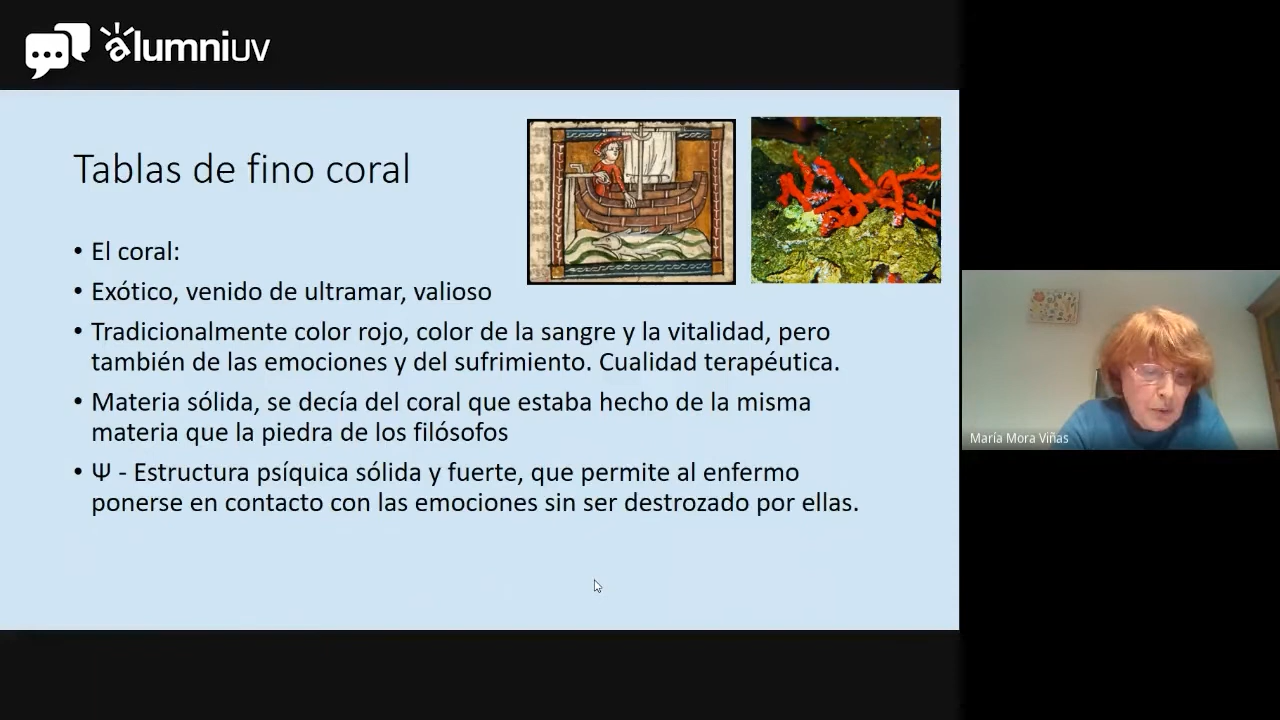 alumniuv
Tablas de fino coral
• El coral:
• Exótico, venido de ultramar, valioso
• Tradicionalmente color rojo, color de la sangre y la vitalidad, pero
también de las emociones y del sufrimiento. Cualidad terapéutica.
• Materia sólida, se decía del coral que estaba hecho de la misma
materia que la piedra de los filósofos
• Ψ - Estructura psíquica sólida y fuerte, que permite al enfermo
ponerse en contacto con las emociones sin ser destrozado por ellas.
María Mora Viñas